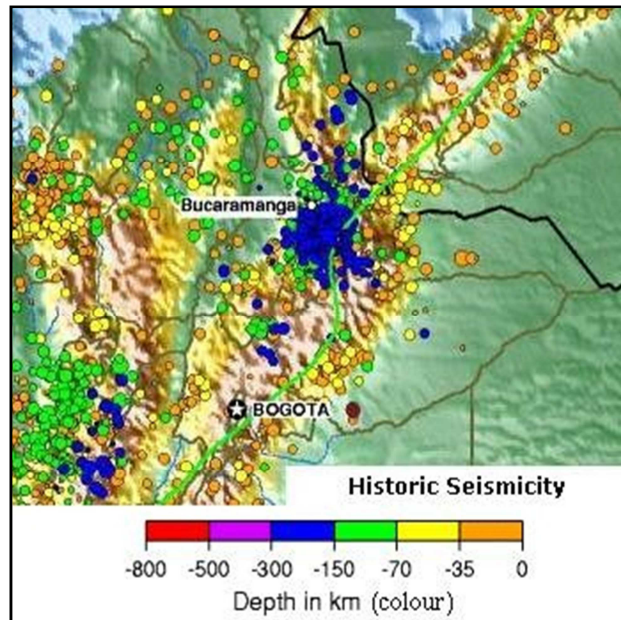 Bucaramanga
BOGOTA
Historic Seismicity
-800 -500 -300 -150 -70 -35 0
Depth in km (colour)